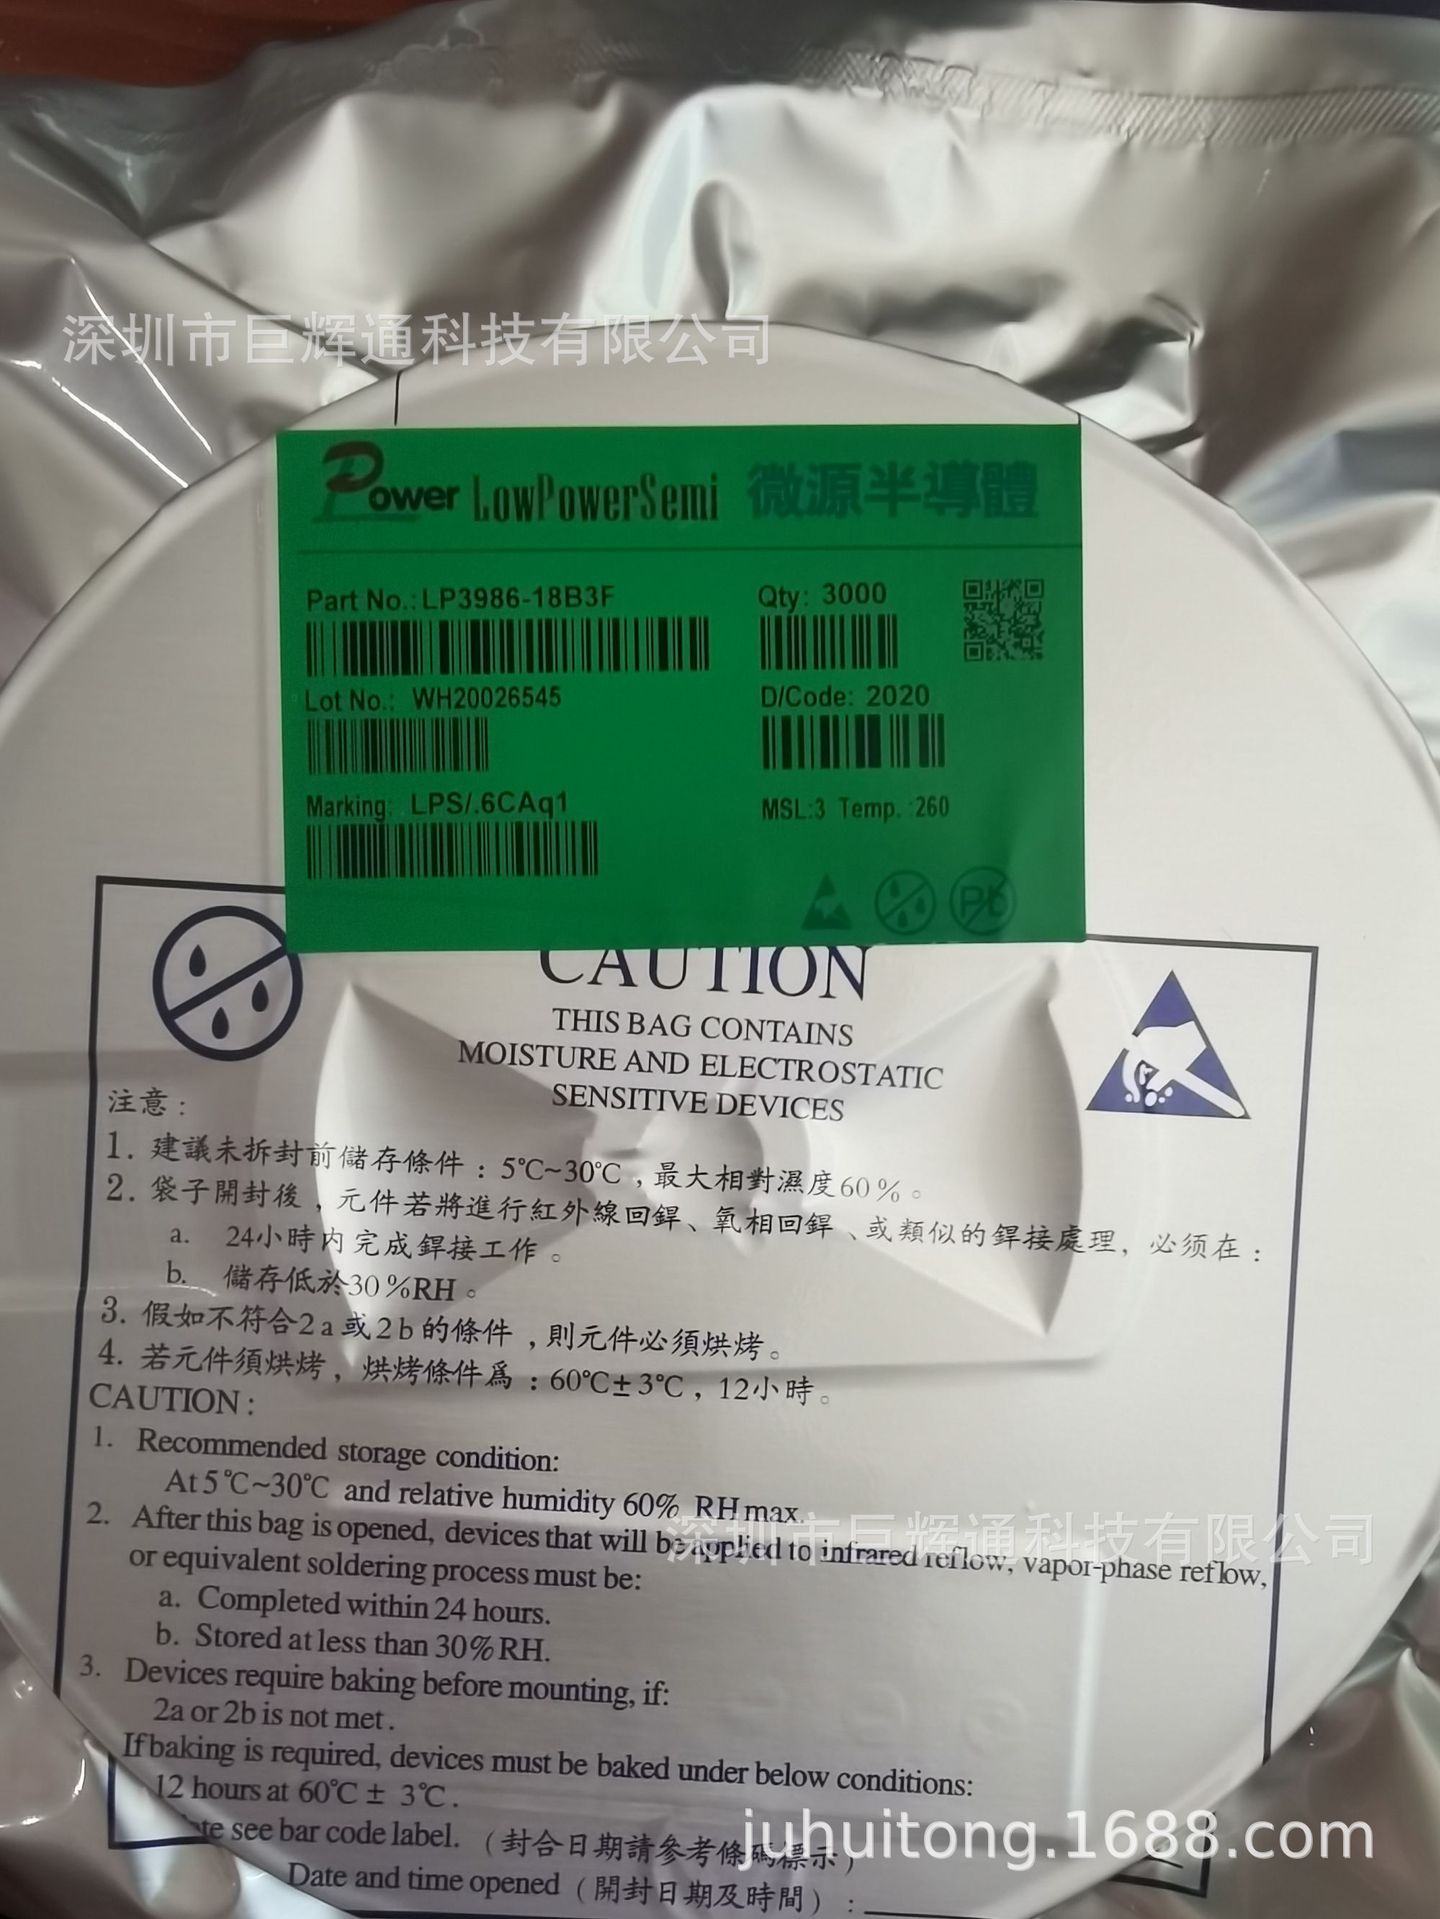 深圳市巨辉通科技有限公司
Power LowPowerSemi 微源半導體
Part No.: LP3986-18B3F Qty: 3000
Lot No.: WH20026545 D/Code: 2020
Marking: LPS/.6CAq1 MSL:3 Temp. :260
Pb
CAUTION
THIS BAG CONTAINS
MOISTURE AND ELECTROSTATIC
SENSITIVE DEVICES
注意：
1. 建議未拆封前儲存條件：5℃~30℃，最大相對濕度60%。
2. 袋子開封後，元件若將進行紅外線回銲、氧相回銲、或類似的銲接處理，必须在：
a. 24小時内完成銲接工作。
b. 儲存低於30%RH。
3. 假如不符合2a或2b的條件，則元件必須烘烤。
4. 若元件須烘烤，烘烤條件爲：60℃±3℃，12小時。
CAUTION:
1. Recommended storage condition:
At 5℃~30℃ and relative humidity 60% RH max.
深圳市巨辉通科技有限公司
2. After this bag is opened, devices that will be applied to infrared reflow, vapor-phase reflow,
or equivalent soldering process must be:
a. Completed within 24 hours.
b. Stored at less than 30% RH.
3. Devices require baking before mounting, if:
2a or 2b is not met.
If baking is required, devices must be baked under below conditions:
12 hours at 60℃ ± 3℃.
see bar code label. (封合日期請參考條碼標示)
juhuitong.1688.com
Date and time opened (開封日期及時間) :